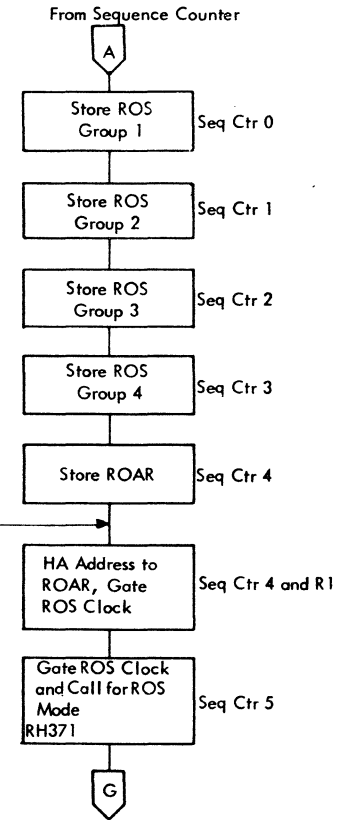 From Sequence Counter
A
Store ROS
Group 1
Seq Ctr 0
Store ROS
Group 2
Seq Ctr 1
Store ROS
Group 3
Seq Ctr 2
Store ROS
Group 4
Seq Ctr 3
Store ROAR
Seq Ctr 4
HA Address to
ROAR, Gate
ROS Clock
Seq Ctr 4 and R1
Gate ROS Clock
and Call for ROS
Mode
RH371
Seq Ctr 5
G